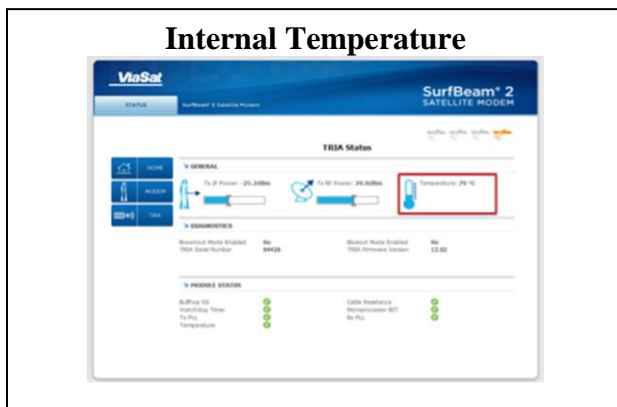 Internal Temperature
ViaSat
SurfBeam® 2
SATELLITE MODEM
STATUS
SurfBeam® 2 Satellite Modem
TRIA Status
HOME
GENERAL
Tx IF Power: -25.2dBm
Tx RF Power: 29.8dBm
Temperature: 70 °C
MODEM
TRIA
DIAGNOSTICS
Brownout Mode Enabled No
Blueout Mode Enabled No
TRIA Serial Number 64426
TRIA Firmware Version 12.02
MODULE STATUS
Buffrog VG
Cable Resistance
Watchdog Timer
Microprocessor BIT
Tx PLL
Rx PLL
Temperature